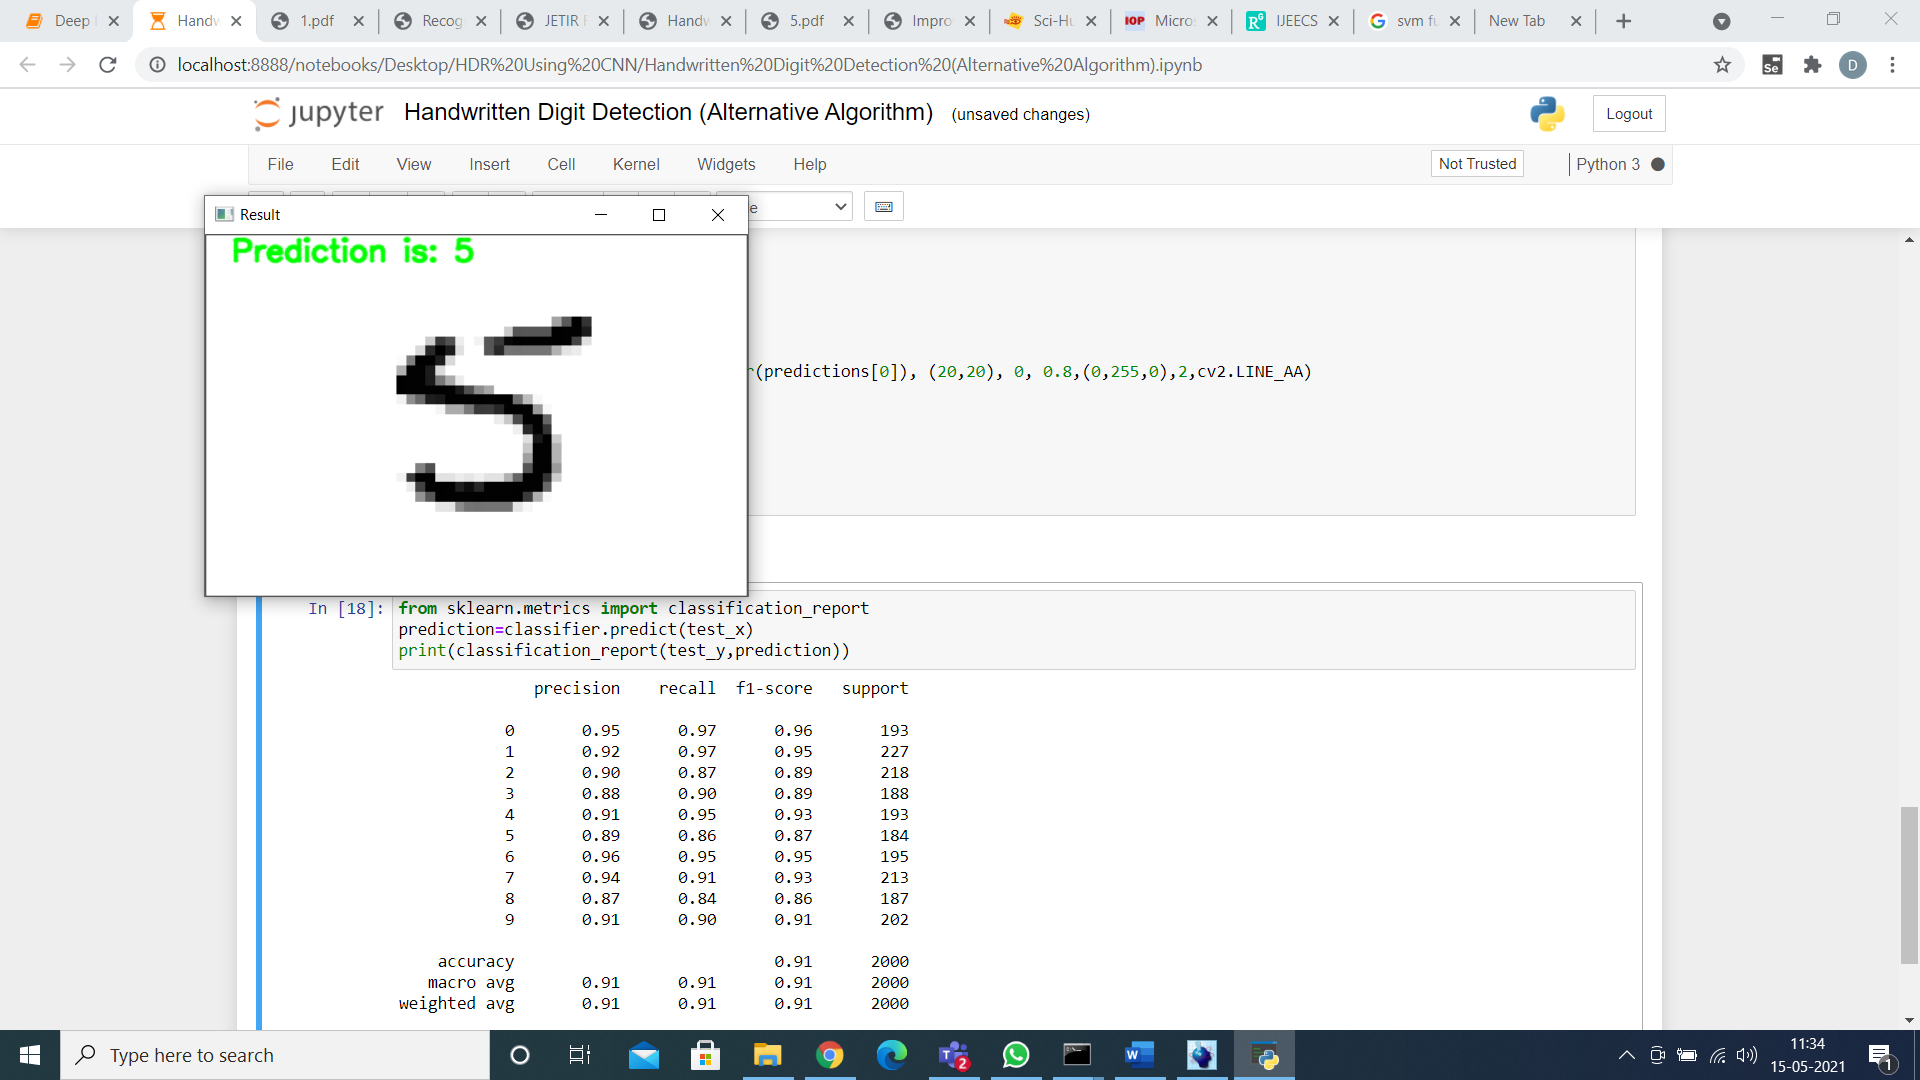 Deep
Handw
1.pdf
Recog
JETIR
Handw
5.pdf
Impro
Sci-Hu
IOP Micros
IJEECS
svm fu
New Tab
localhost:8888/notebooks/Desktop/HDR%20Using%20CNN/Handwritten%20Digit%20Detection%20(Alternative%20Algorithm).ipynb
Se
D
jupyter Handwritten Digit Detection (Alternative Algorithm) (unsaved changes)
Logout
File Edit View Insert Cell Kernel Widgets Help
Not Trusted
Python 3
Result
Prediction is: 5
5
r(predictions[0]), (20,20), 0, 0.8,(0,255,0),2,cv2.LINE_AA)
In [18]: from sklearn.metrics import classification_report
prediction=classifier.predict(test_x)
print(classification_report(test_y,prediction))
precision recall f1-score support
0 0.95 0.97 0.96 193
1 0.92 0.97 0.95 227
2 0.90 0.87 0.89 218
3 0.88 0.90 0.89 188
4 0.91 0.95 0.93 193
5 0.89 0.86 0.87 184
6 0.96 0.95 0.95 195
7 0.94 0.91 0.93 213
8 0.87 0.84 0.86 187
9 0.91 0.90 0.91 202
accuracy 0.91 2000
macro avg 0.91 0.91 0.91 2000
weighted avg 0.91 0.91 0.91 2000
Type here to search
2
11:34
15-05-2021
1